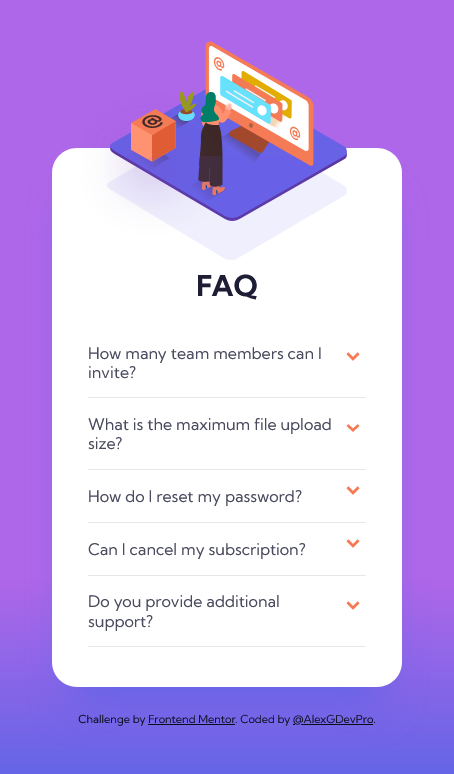 @
@
@
FAQ
How many team members can I
invite?
What is the maximum file upload
size?
How do I reset my password?
Can I cancel my subscription?
Do you provide additional
support?
Challenge by Frontend Mentor. Coded by @AlexGDevPro.